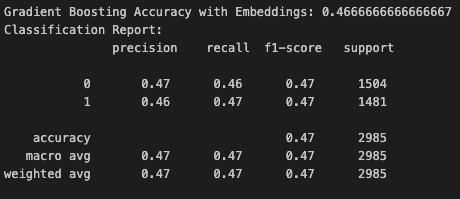 Gradient Boosting Accuracy with Embeddings: 0.4666666666666667
Classification Report:
precision recall f1-score support
0 0.47 0.46 0.47 1504
1 0.46 0.47 0.47 1481
accuracy 0.47 2985
macro avg 0.47 0.47 0.47 2985
weighted avg 0.47 0.47 0.47 2985